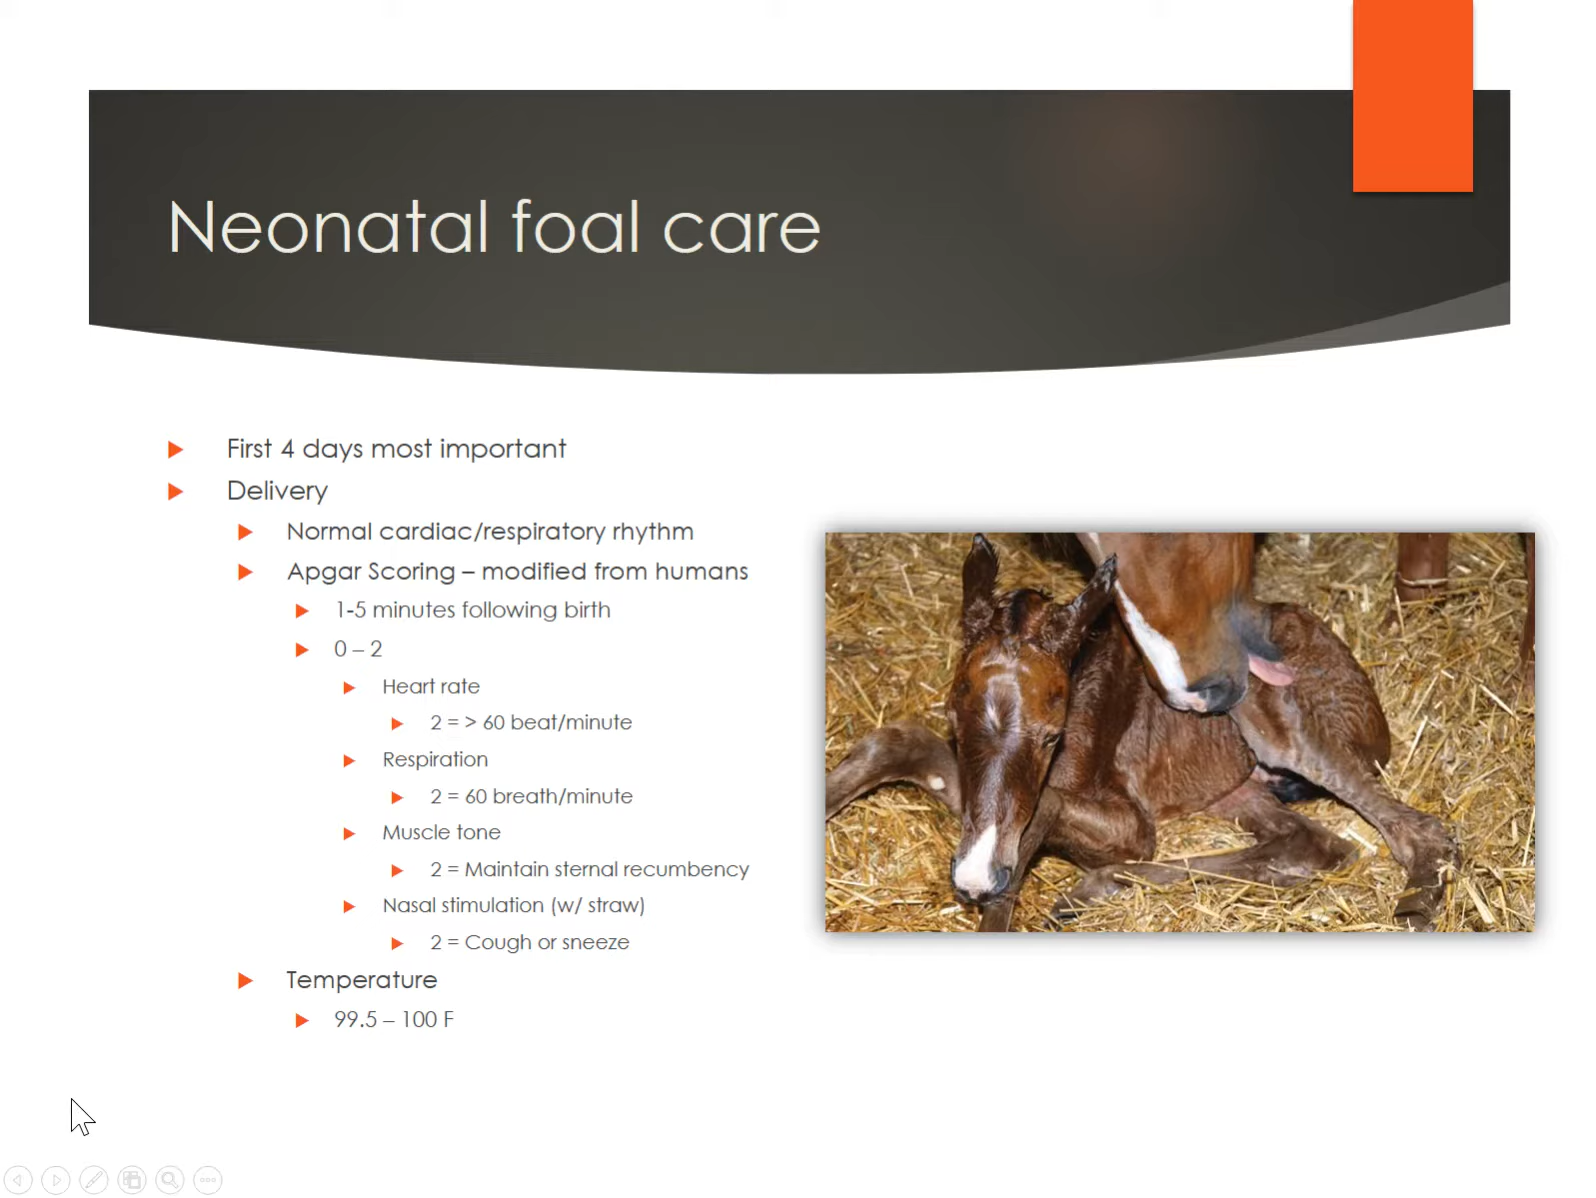 Neonatal foal care
First 4 days most important
Delivery
Normal cardiac/respiratory rhythm
Apgar Scoring – modified from humans
1-5 minutes following birth
0 – 2
Heart rate
2 = > 60 beat/minute
Respiration
2 = 60 breath/minute
Muscle tone
2 = Maintain sternal recumbency
Nasal stimulation (w/ straw)
2 = Cough or sneeze
Temperature
99.5 – 100 F